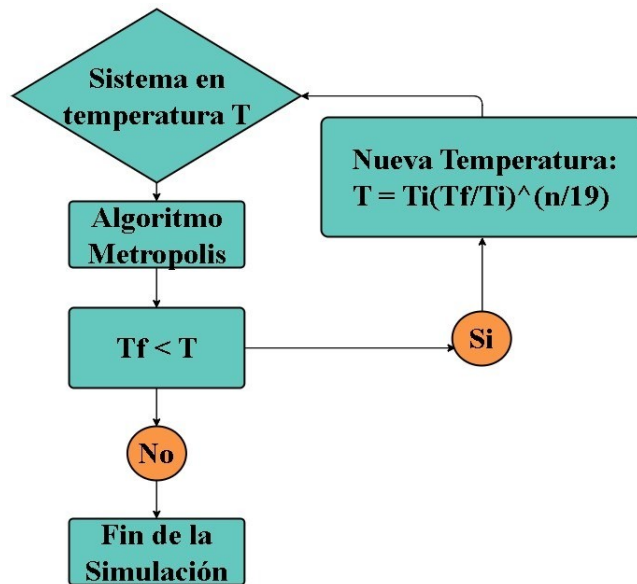 Sistema en
temperatura T
Nueva Temperatura:
T = Ti(Tf/Ti)^(n/19)
Algoritmo
Metropolis
Tf < T
Si
No
Fin de la
Simulación